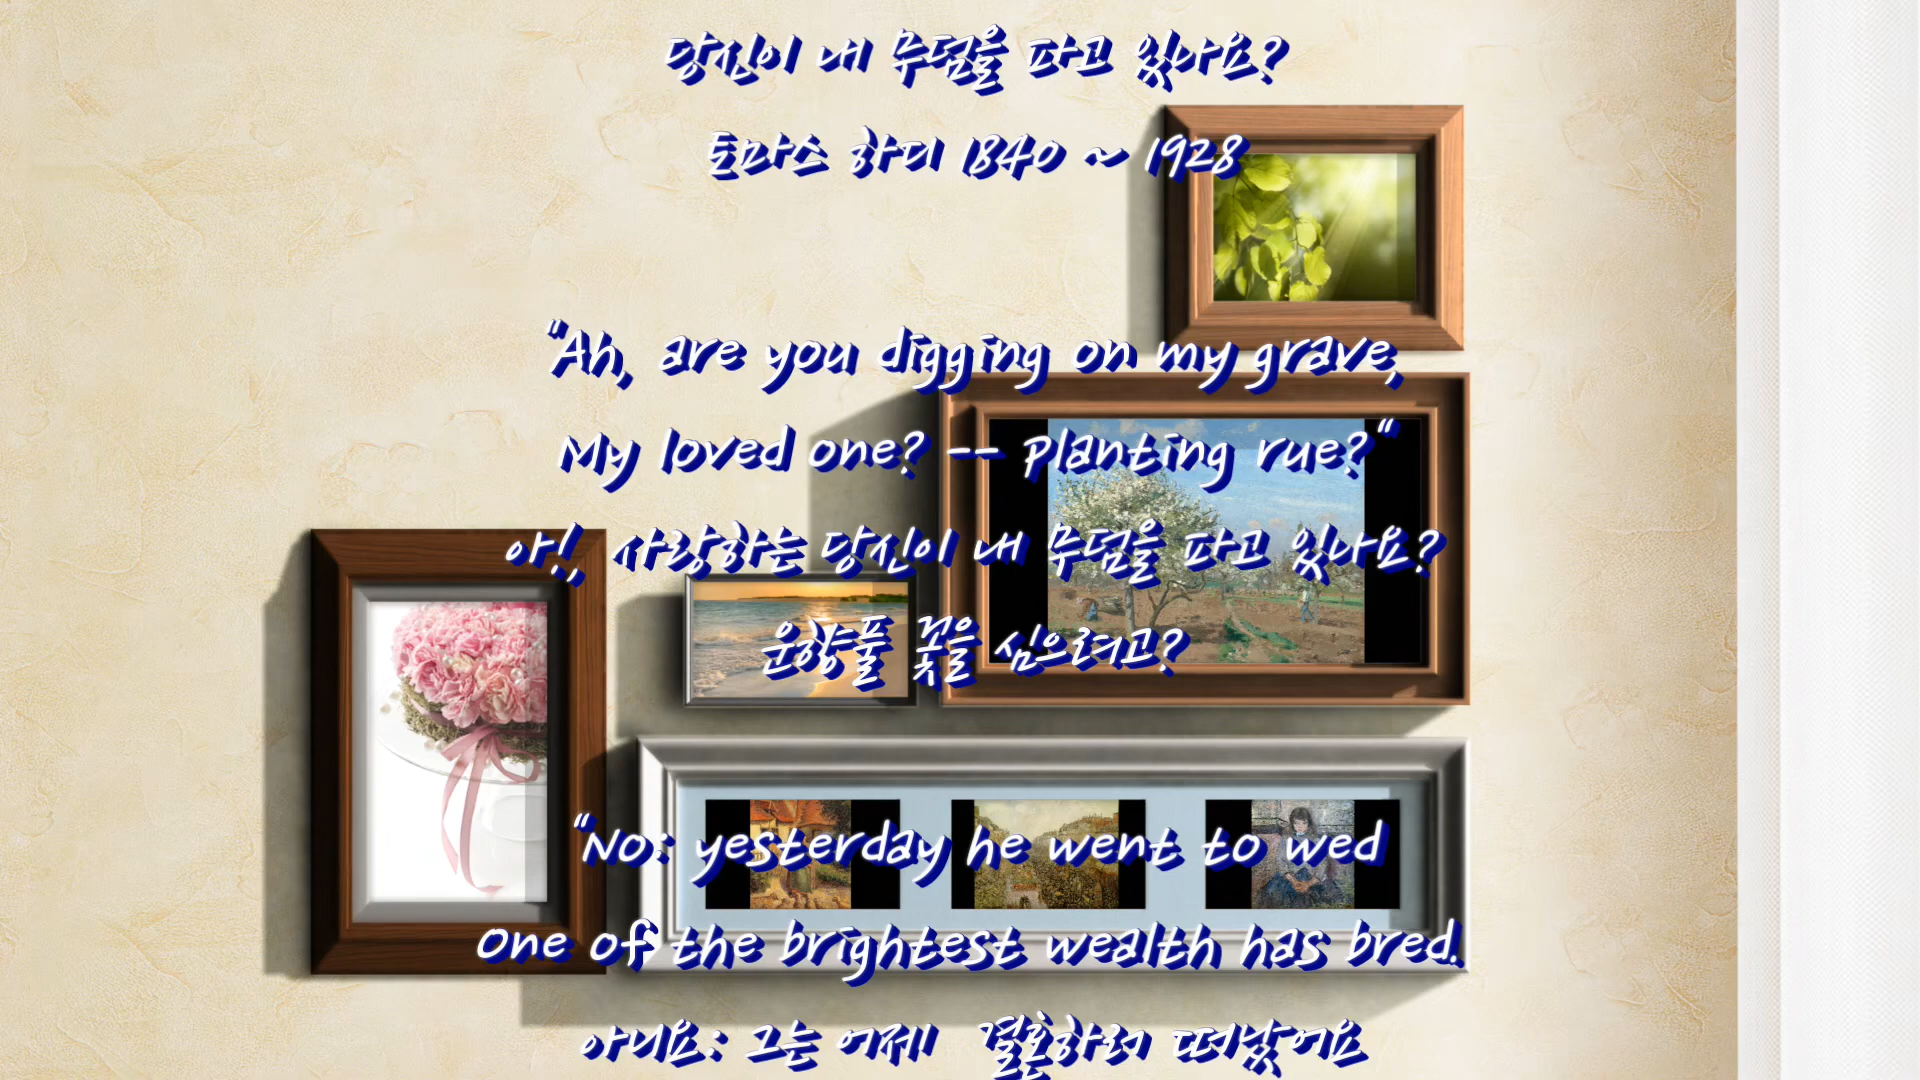 당신이 내 무덤을 파고 있나요?
토마스 하디 1840 ~ 1928
"Ah, are you digging on my grave,
My loved one? -- planting rue?"
아!, 사랑하는 당신이 내 무덤을 파고 있나요?
운향풀 꽃을 심으려고?
"No: yesterday he went to wed
One of the brightest wealth has bred.
아니요: 그는 어제 결혼하러 떠났어요